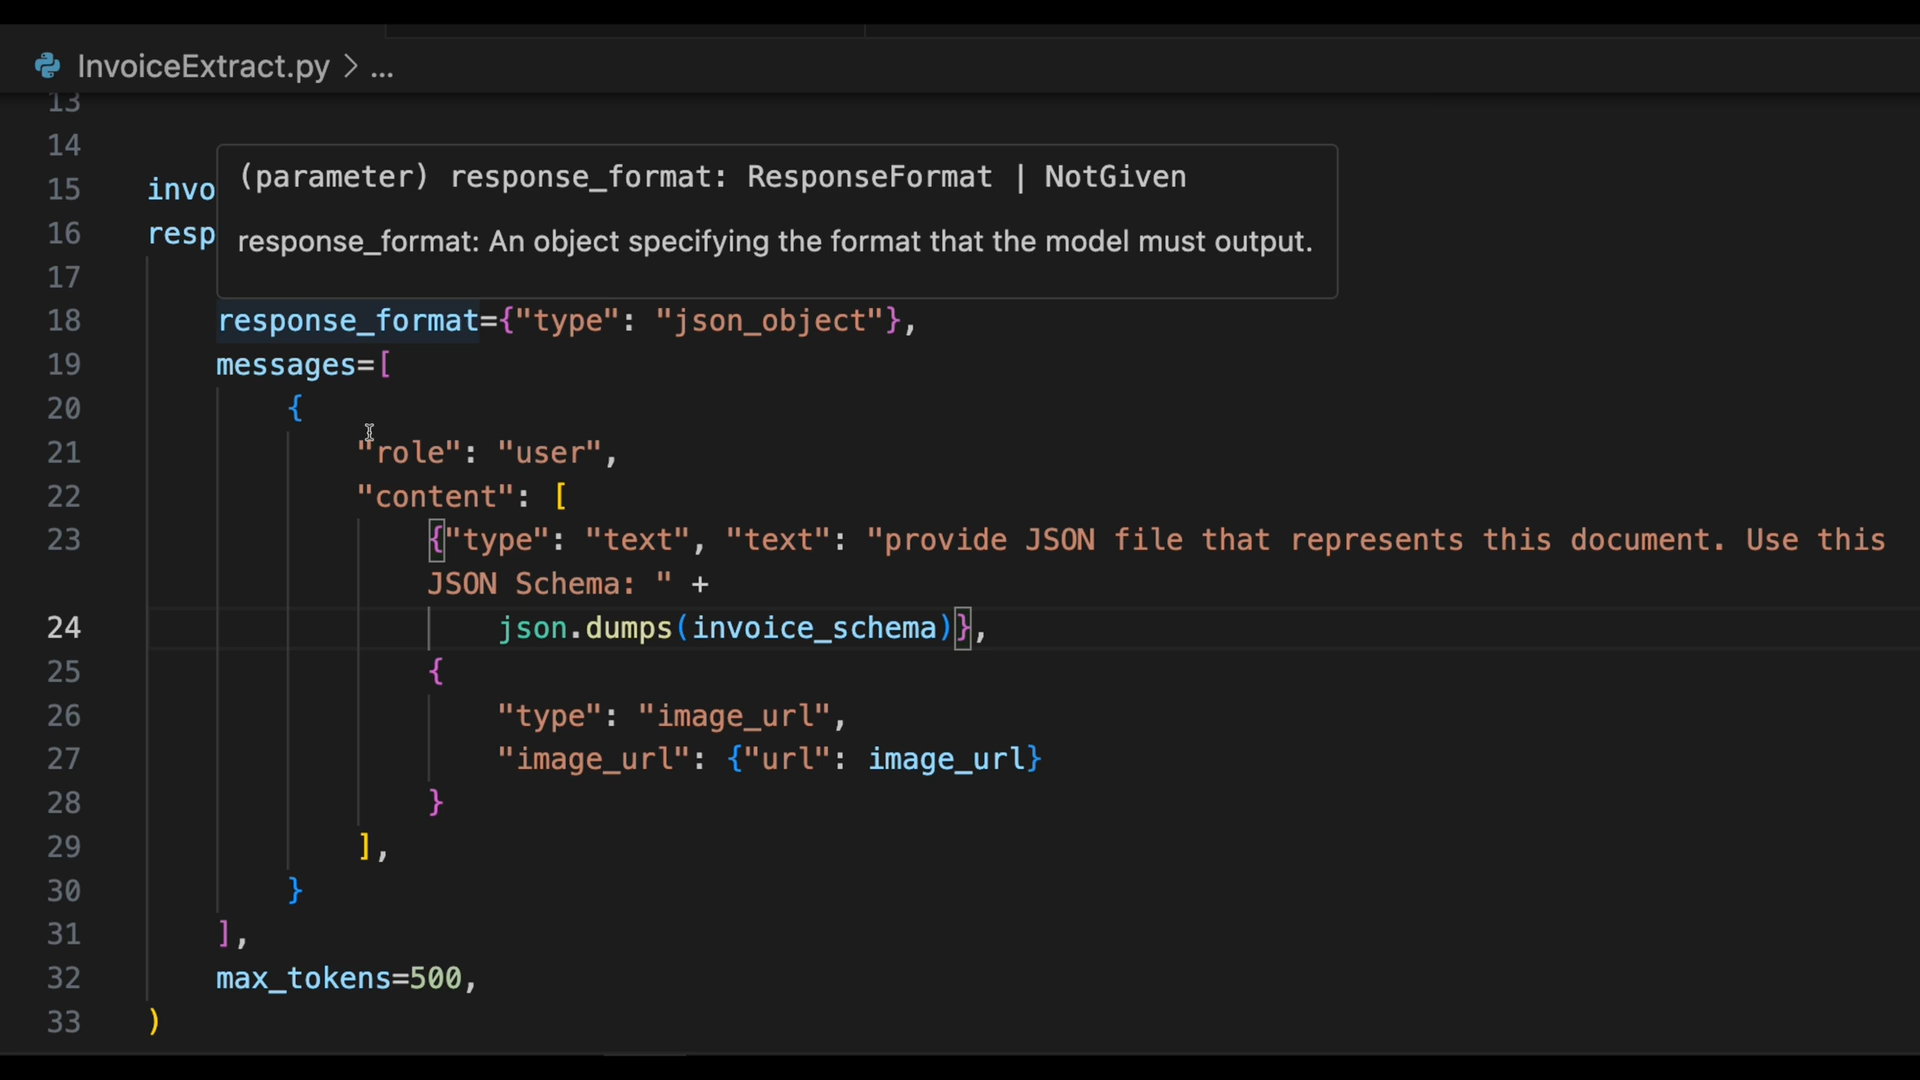 InvoiceExtract.py > ...
13
14
(parameter) response_format: ResponseFormat | NotGiven
15 invo
16 resp
response_format: An object specifying the format that the model must output.
17
18 response_format={"type": "json_object"},
19 messages=[
20 {
21 "role": "user",
22 "content": [
23 {"type": "text", "text": "provide JSON file that represents this document. Use this
JSON Schema: " +
24 json.dumps(invoice_schema)},
25 {
26 "type": "image_url",
27 "image_url": {"url": image_url}
28 }
29 ],
30 }
31 ],
32 max_tokens=500,
33 )